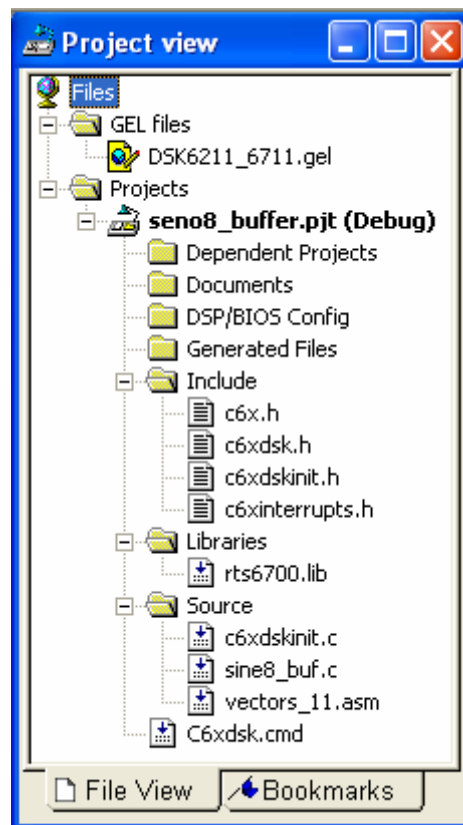 Project view
Files
GEL files
DSK6211_6711.gel
Projects
seno8_buffer.pjt (Debug)
Dependent Projects
Documents
DSP/BIOS Config
Generated Files
Include
c6x.h
c6xdsk.h
c6xdskinit.h
c6xinterrupts.h
Libraries
rts6700.lib
Source
c6xdskinit.c
sine8_buf.c
vectors_11.asm
C6xdsk.cmd
File View Bookmarks